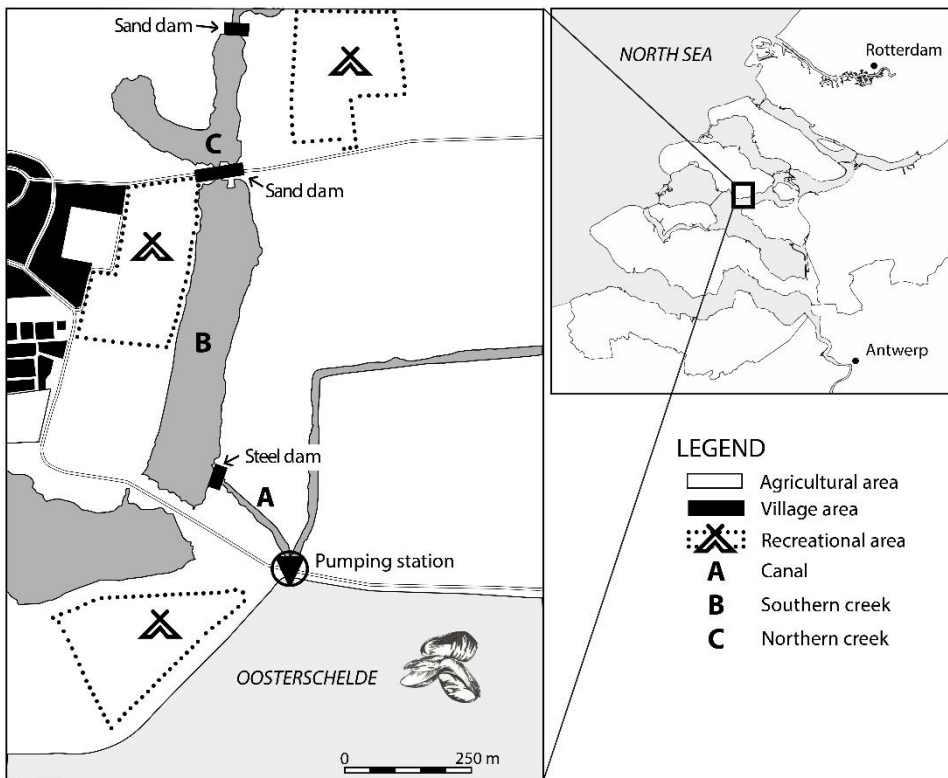 Sand dam
C
Sand dam
B
Steel dam
A
Pumping station
OOSTERSCHELDE
0 250 m
NORTH SEA
Rotterdam
Antwerp
LEGEND
Agricultural area
Village area
Recreational area
A Canal
B Southern creek
C Northern creek